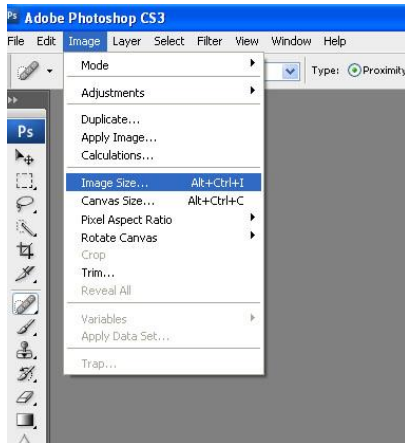 Ps Adobe Photoshop CS3
File Edit Image Layer Select Filter View Window Help
Type: Proximity
Ps
Mode
Adjustments
Duplicate...
Apply Image...
Calculations...
Image Size... Alt+Ctrl+I
Canvas Size... Alt+Ctrl+C
Pixel Aspect Ratio
Rotate Canvas
Crop
Trim...
Reveal All
Variables
Apply Data Set...
Trap...